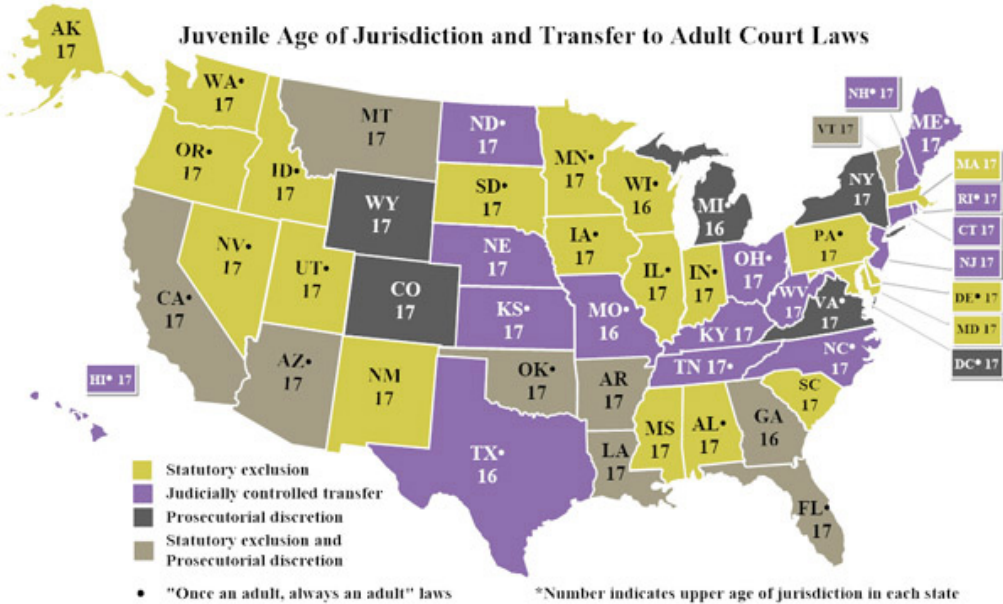 Juvenile Age of Jurisdiction and Transfer to Adult Court Laws
AK
17
WA•
17
MT
17
ND•
17
MN•
17
NH• 17
VT 17
ME•
17
OR•
17
ID•
17
WY
17
SD•
17
WI•
16
MI•
16
NY
17
MA 17
RI• 17
CT 17
NJ 17
DE• 17
MD 17
DC• 17
NV•
17
UT•
17
CO
17
NE
17
IA•
17
IL•
17
IN•
17
OH•
17
PA•
17
WV
17
VA•
17
CA•
17
AZ•
17
NM
17
KS•
17
MO•
16
KY 17
TN 17•
NC•
17
SC
17
OK•
17
AR
17
MS
17
AL•
17
GA
16
HI• 17
TX•
16
LA
17
FL•
17
Statutory exclusion
Judicially controlled transfer
Prosecutorial discretion
Statutory exclusion and
Prosecutorial discretion
• "Once an adult, always an adult" laws
*Number indicates upper age of jurisdiction in each state